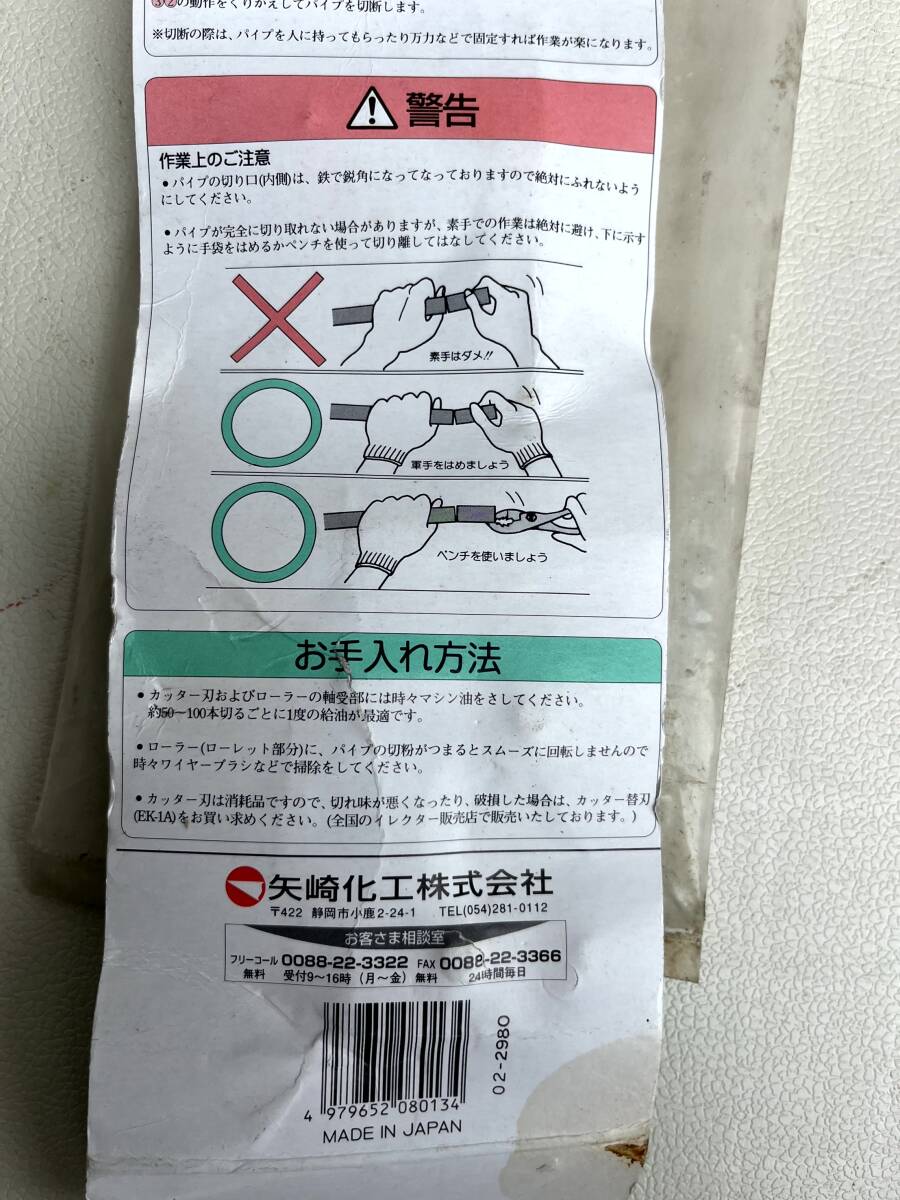 ③②の動作をくりかえしてパイプを切断します。
※切断の際は、パイプを人に持ってもらったり万力などで固定すれば作業が楽になります。
警告
作業上のご注意
●パイプの切り口(内側)は、鉄で鋭角になってなっておりますので絶対にふれないよう
にしてください。
●パイプが完全に切り取れない場合がありますが、素手での作業は絶対に避け、下に示す
ように手袋をはめるかペンチを使って切り離してはなしてください。
素手はダメ!!
軍手をはめましょう
ペンチを使いましょう
お手入れ方法
●カッター刃およびローラーの軸受部には時々マシン油をさしてください。
約50〜100本切るごとに1度の給油が最適です。
●ローラー(ローレット部分)に、パイプの切粉がつまるとスムーズに回転しませんので
時々ワイヤーブラシなどで掃除をしてください。
●カッター刃は消耗品ですので、切れ味が悪くなったり、破損した場合は、カッター替刃
(EK-1A)をお買い求めください。(全国のイレクター販売店で販売いたしております。)
矢崎化工株式会社
〒422 静岡市小鹿2-24-1 TEL(054)281-0112
お客さま相談室
フリーコール 無料 0088-22-3322 FAX 無料 0088-22-3366
受付9〜16時(月〜金) 24時間毎日
02-2980
4 979652 080134
MADE IN JAPAN